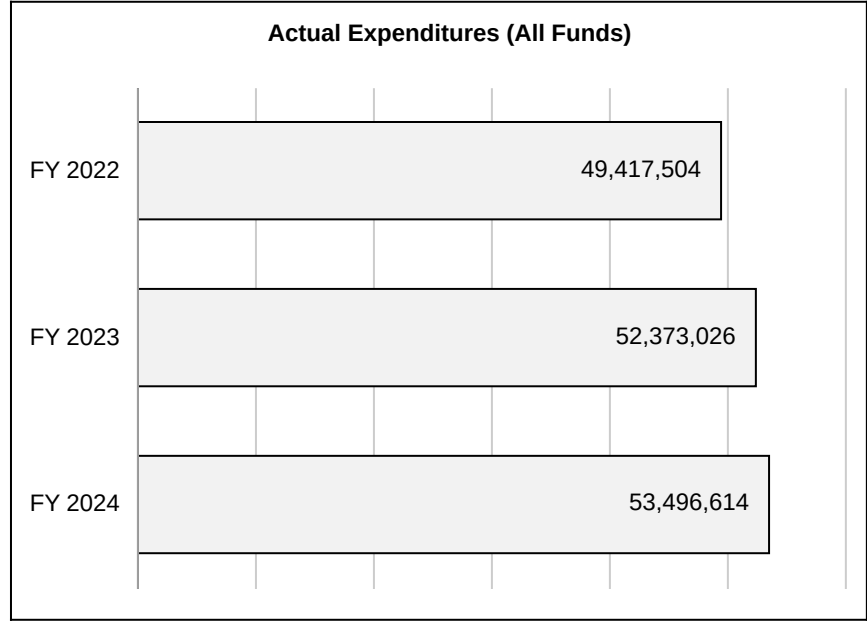 Actual Expenditures (All Funds)
FY 2022
49,417,504
FY 2023
52,373,026
FY 2024
53,496,614